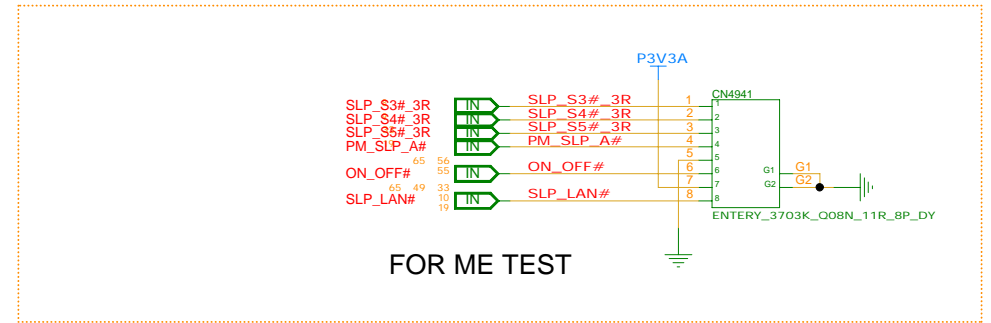 P3V3A
CN4941
SLP_S3#_3R IN SLP_S3#_3R 1 1
SLP_S4#_3R IN SLP_S4#_3R 2 2
SLP_S5#_3R IN SLP_S5#_3R 3 3
PM_SLP_A# IN PM_SLP_A# 4 4
5 5
65 56
ON_OFF# 55 IN ON_OFF# 6 6 G1 G1
7 7 G2 G2
65 49 33
SLP_LAN# 10 IN SLP_LAN# 8 8
19
ENTERY_3703K_Q08N_11R_8P_DY
FOR ME TEST